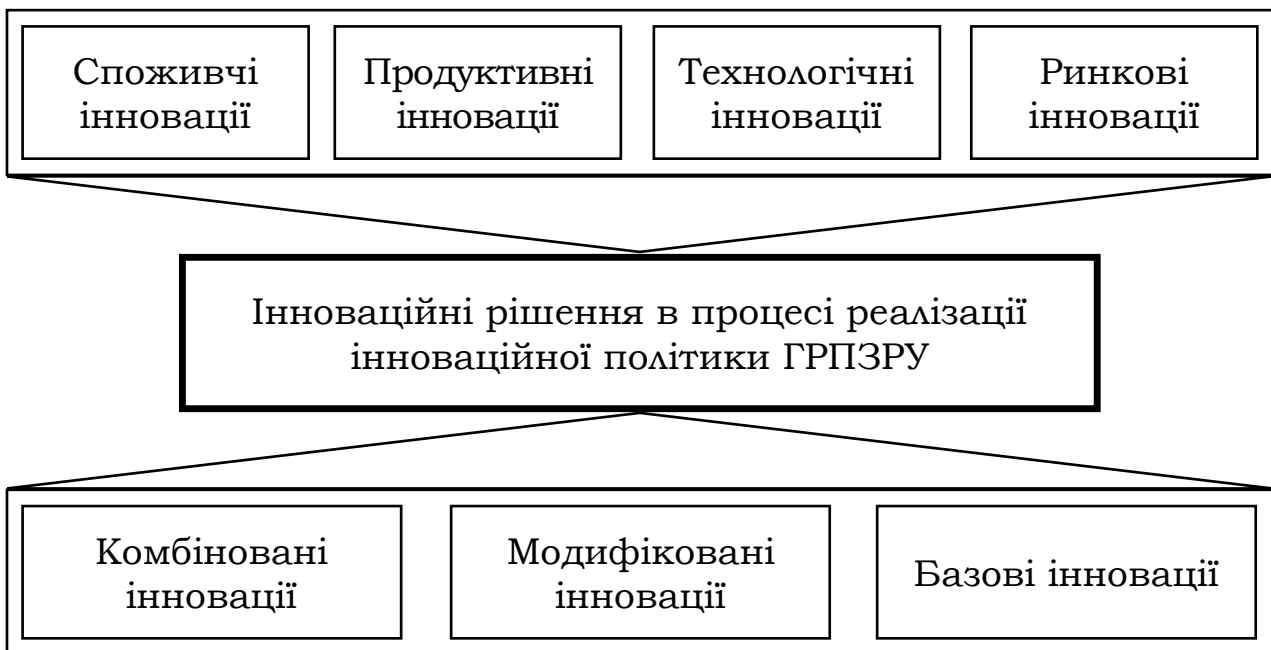 Споживчі
інновації
Продуктивні
інновації
Технологічні
інновації
Ринкові
інновації
Інноваційні рішення в процесі реалізації
інноваційної політики ГРПЗРУ
Комбіновані
інновації
Модифіковані
інновації
Базові інновації